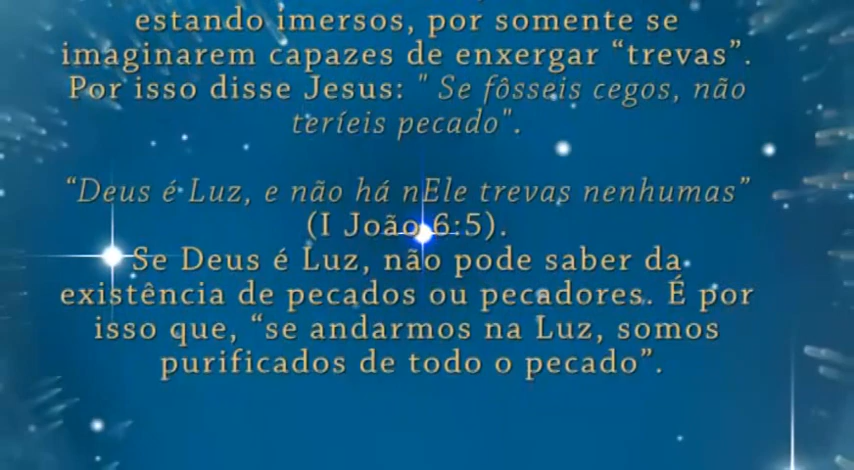 estando imersos, por somente se
imaginarem capazes de enxergar “trevas”.
Por isso disse Jesus: " Se fôsseis cegos, não
teríeis pecado".
“Deus é Luz, e não há nEle trevas nenhumas”
(I João 6:5).
Se Deus é Luz, não pode saber da
existência de pecados ou pecadores. É por
isso que, “se andarmos na Luz, somos
purificados de todo o pecado”.